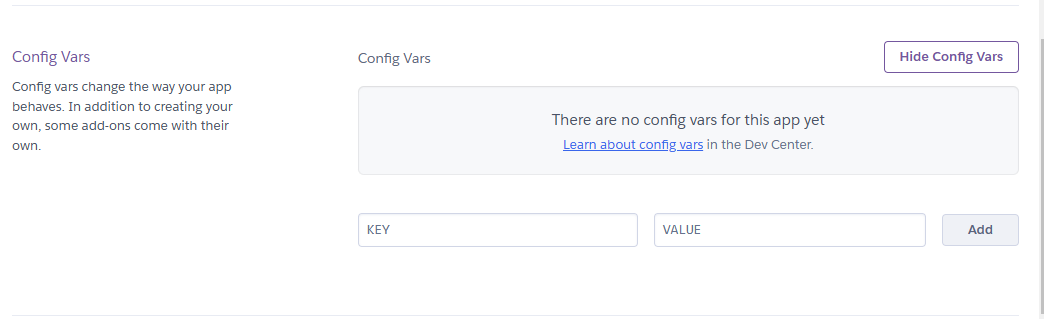 Config Vars
Config vars change the way your app
behaves. In addition to creating your
own, some add-ons come with their
own.
Config Vars
Hide Config Vars
There are no config vars for this app yet
Learn about config vars in the Dev Center.
KEY
VALUE
Add